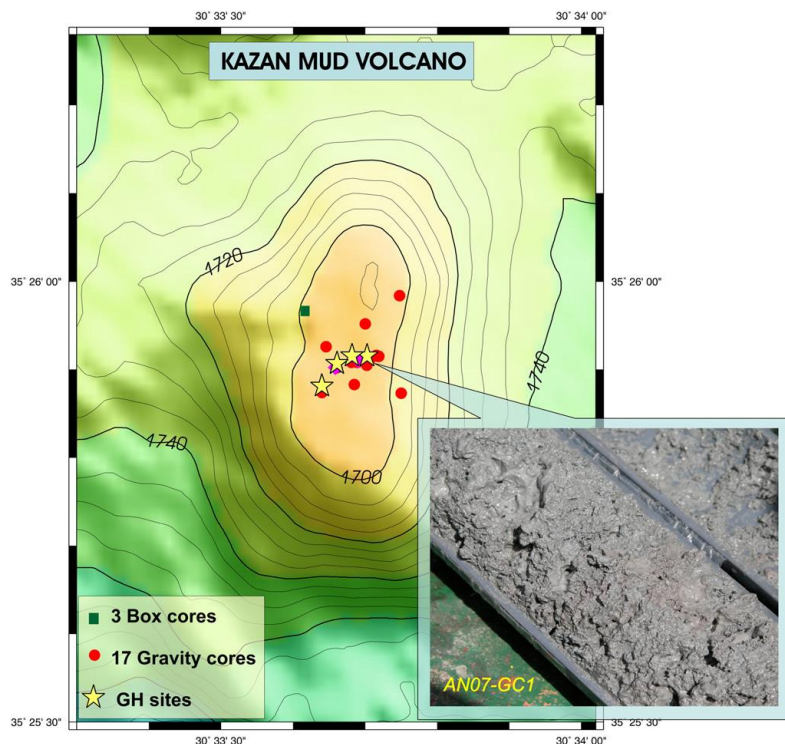 30° 33' 30"
30° 34' 00"
KAZAN MUD VOLCANO
1720
35° 26' 00"
35° 26' 00"
1740
1740
1700
3 Box cores
17 Gravity cores
GH sites
AN07-GC1
35° 25' 30"
35° 25' 30"
30° 33' 30"
30° 34' 00"